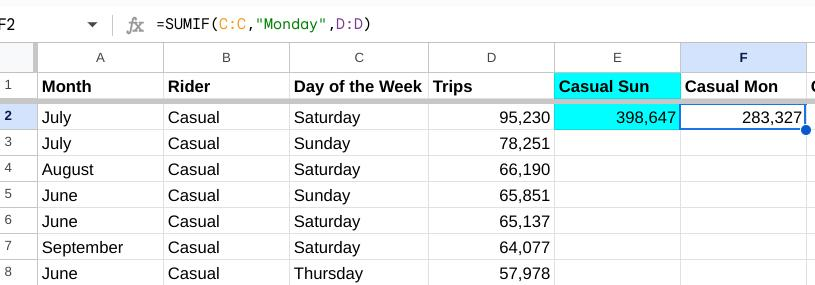 F2 fx =SUMIF(C:C,"Monday",D:D)
A B C D E F
1 Month Rider Day of the Week Trips Casual Sun Casual Mon
2 July Casual Saturday 95,230 398,647 283,327
3 July Casual Sunday 78,251
4 August Casual Saturday 66,190
5 June Casual Sunday 65,851
6 June Casual Saturday 65,137
7 September Casual Saturday 64,077
8 June Casual Thursday 57,978